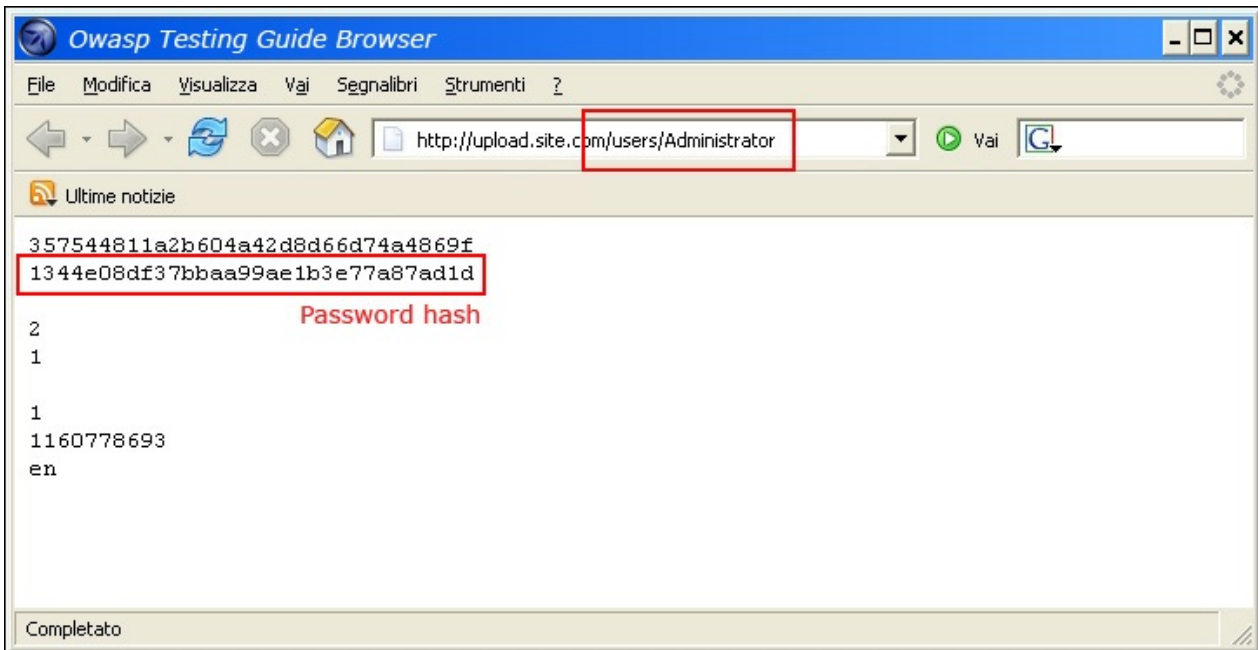 Owasp Testing Guide Browser
File Modifica Visualizza Vai Segnalibri Strumenti ?
http://upload.site.com/users/Administrator Vai G
Ultime notizie
357544811a2b604a42d8d66d74a4869f
1344e08df37bbaa99ae1b3e77a87ad1d
Password hash
2
1
1
1160778693
en
Completato